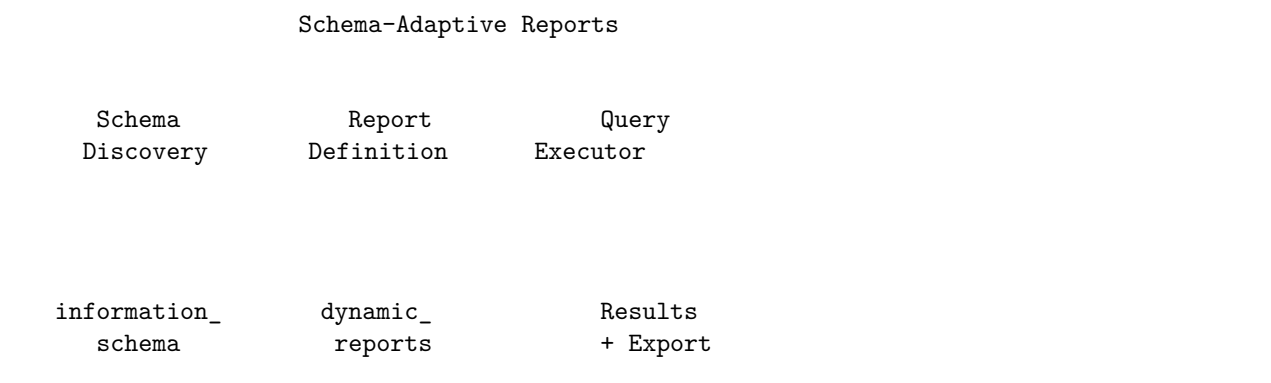 Schema-Adaptive Reports
Schema Report Query
Discovery Definition Executor
information_ dynamic_ Results
schema reports + Export